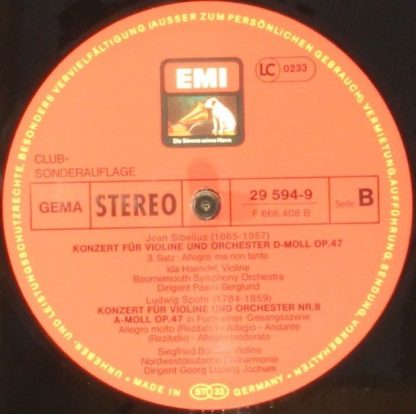 URHEBER- UND LEISTUNGSSCHUTZRECHTE, BESONDERS VERVIELFÄLTIGUNG (AUSSER ZUM PERSÖNLICHEN GEBRAUCH), VERMIETUNG, AUFFÜHRUNG, SENDUNG, VORBEHALTEN
EMI
LC 0233
Die Stimme seines Herrn
CLUB-
SONDERAUFLAGE
GEMA STEREO 29 594-9 Seite B
F 666.408 B
Jean Sibelius (1865-1957)
KONZERT FÜR VIOLINE UND ORCHESTER D-MOLL OP.47
3. Satz: Allegro, ma non tanto
Ida Haendel, Violine
Bournemouth Symphony Orchestra
Dirigent Paavo Berglund
Ludwig Spohr (1784-1859)
KONZERT FÜR VIOLINE UND ORCHESTER NR.8
A-MOLL OP.47 in Form einer Gesangsszene
Allegro molto (Rezitativ) - Adagio - Andante
(Rezitativ) - Allegro moderato
Siegfried Violine
Nordwestdeutsche Philharmonie
Dirigent Georg Ludwig Jochum
MADE IN STEREO 33 GERMANY